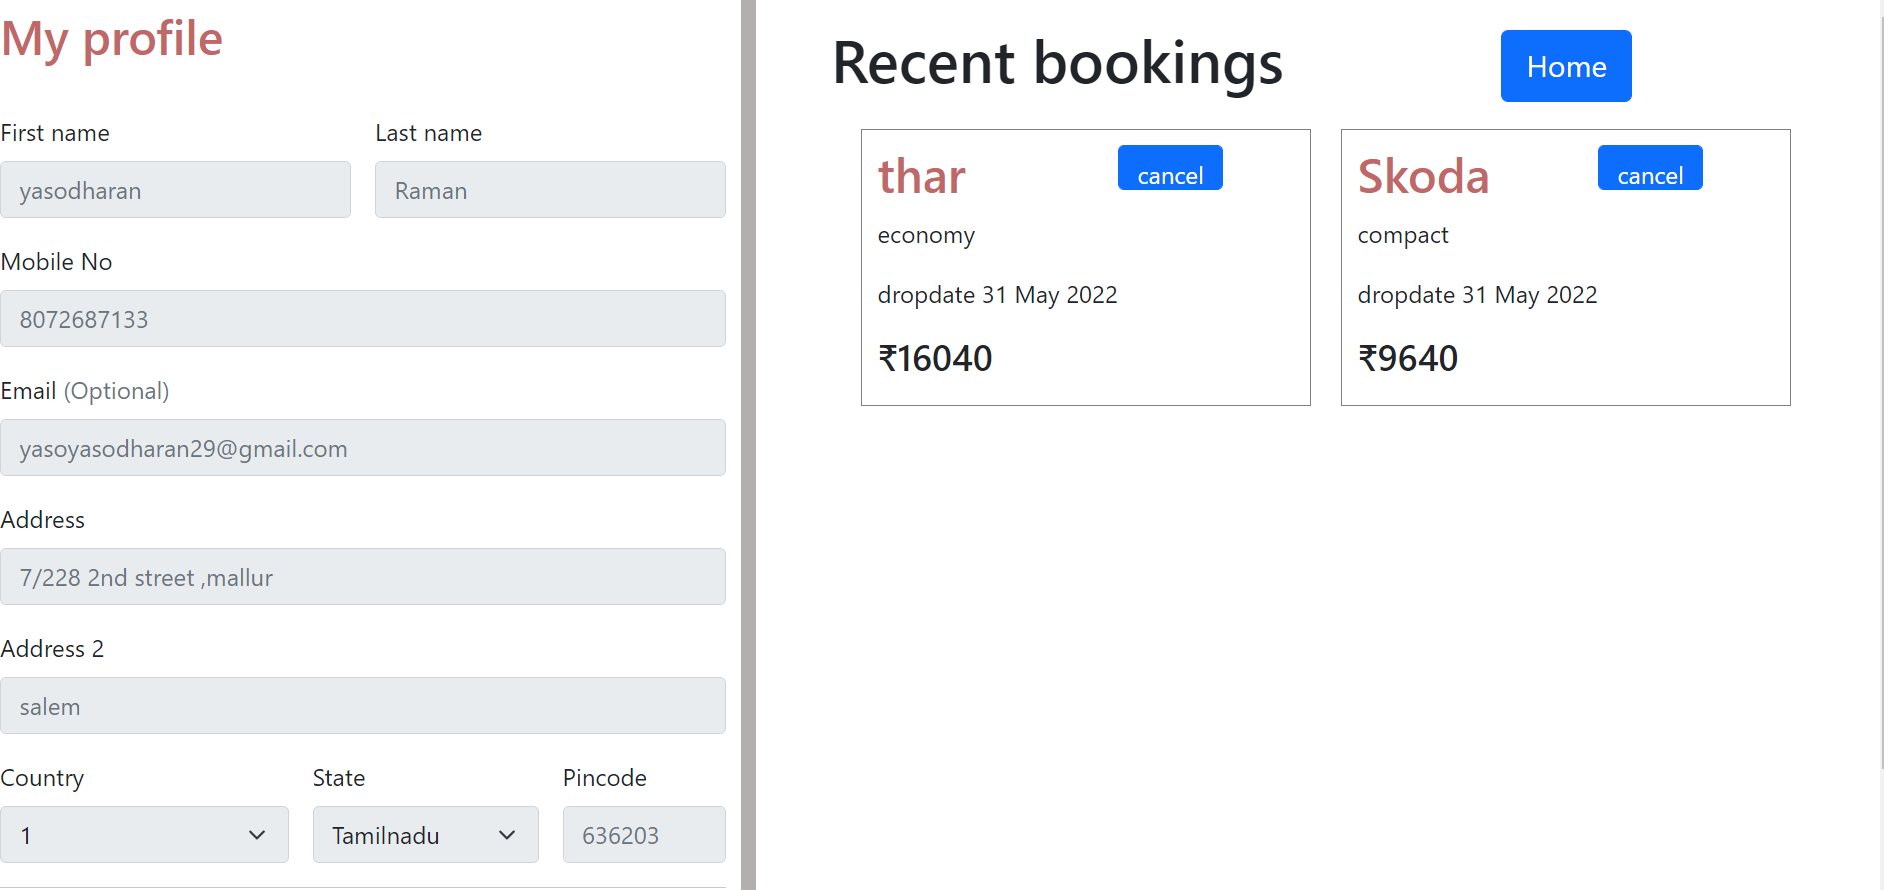 My profile
First name Last name
yasodharan Raman
Mobile No
8072687133
Email (Optional)
yasoyasodharan29@gmail.com
Address
7/228 2nd street ,mallur
Address 2
salem
Country State Pincode
1 Tamilnadu 636203
Recent bookings Home
thar cancel
economy
dropdate 31 May 2022
₹16040
Skoda cancel
compact
dropdate 31 May 2022
₹9640